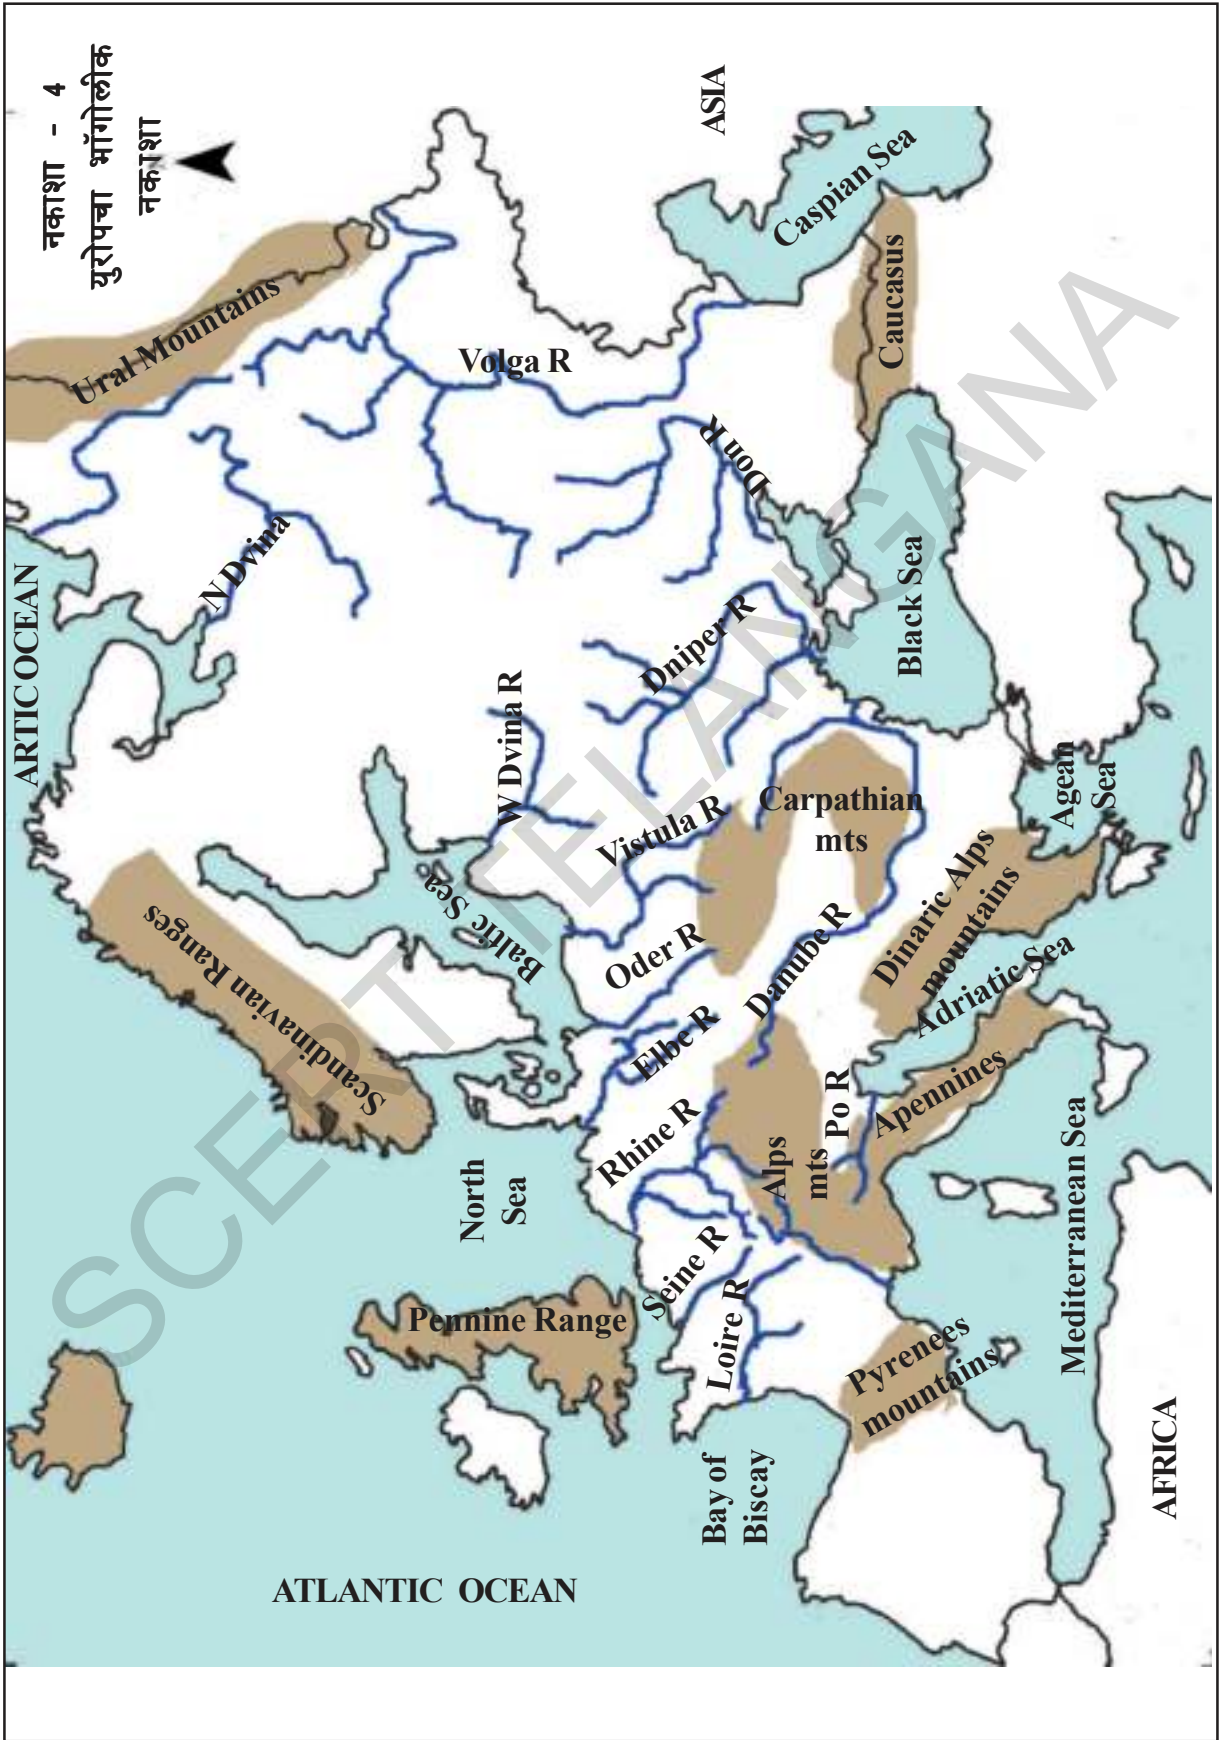 नकाशा - 4
युरोपचा भॉगोलीक
नकाशा
N
ARTIC OCEAN
ASIA
Ural Mountains
Caspian Sea
Caucasus
Volga R
Don R
N Dvina
Dniper R
Black Sea
W Dvina R
Vistula R
Carpathian
mts
Agean
Sea
Scandinavian Ranges
Baltic Sea
Oder R
Danube R
Dinaric Alps
mountains
Adriatic Sea
Elbe R
Rhine R
Po R
Apennines
Alps
mts
North
Sea
Seine R
Loire R
Pennine Range
Pyrenees
mountains
Mediterranean Sea
Bay of
Biscay
AFRICA
ATLANTIC OCEAN
SCERT TELANGANA